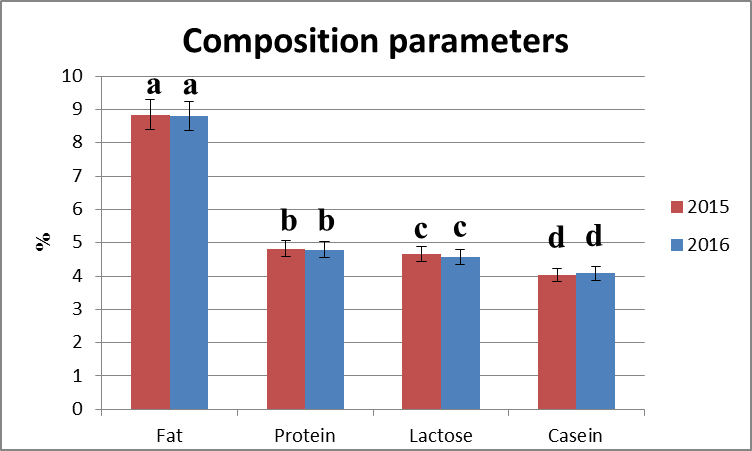 Composition parameters
10
9
8
7
6
5
4
3
2
1
0
%
a a
b b
c c
d d
Fat Protein Lactose Casein
2015
2016